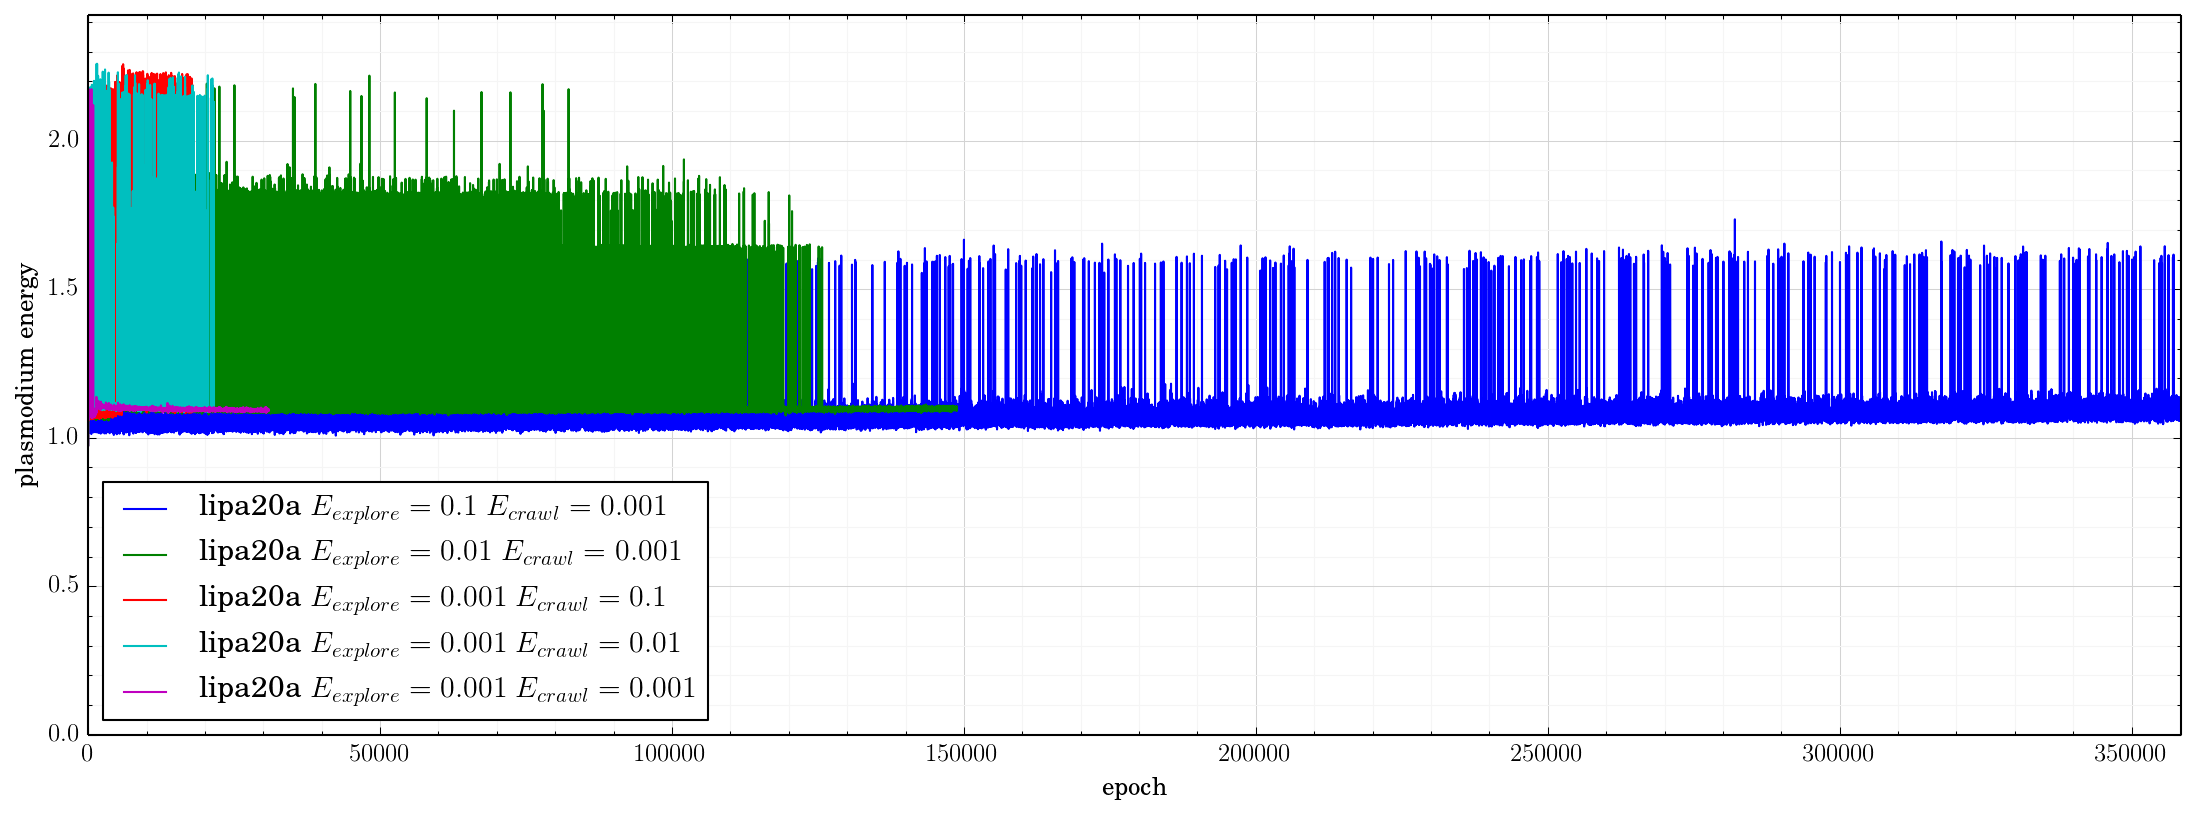 2.0
1.5
1.0
0.5
0.0
plasmodium energy
lipa20a E_explore = 0.1 E_crawl = 0.001
lipa20a E_explore = 0.01 E_crawl = 0.001
lipa20a E_explore = 0.001 E_crawl = 0.1
lipa20a E_explore = 0.001 E_crawl = 0.01
lipa20a E_explore = 0.001 E_crawl = 0.001
0 50000 100000 150000 200000 250000 300000 350000
epoch